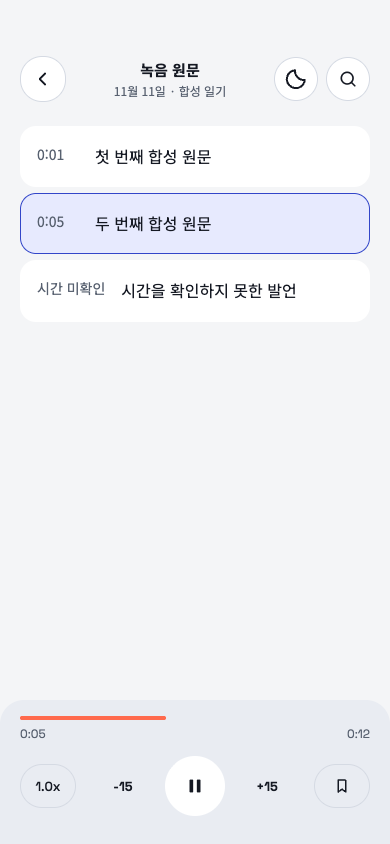 녹음 원문
11월 11일 · 합성 일기
0:01 첫 번째 합성 원문
0:05 두 번째 합성 원문
시간 미확인 시간을 확인하지 못한 발언
0:05 0:12
1.0x -15 +15